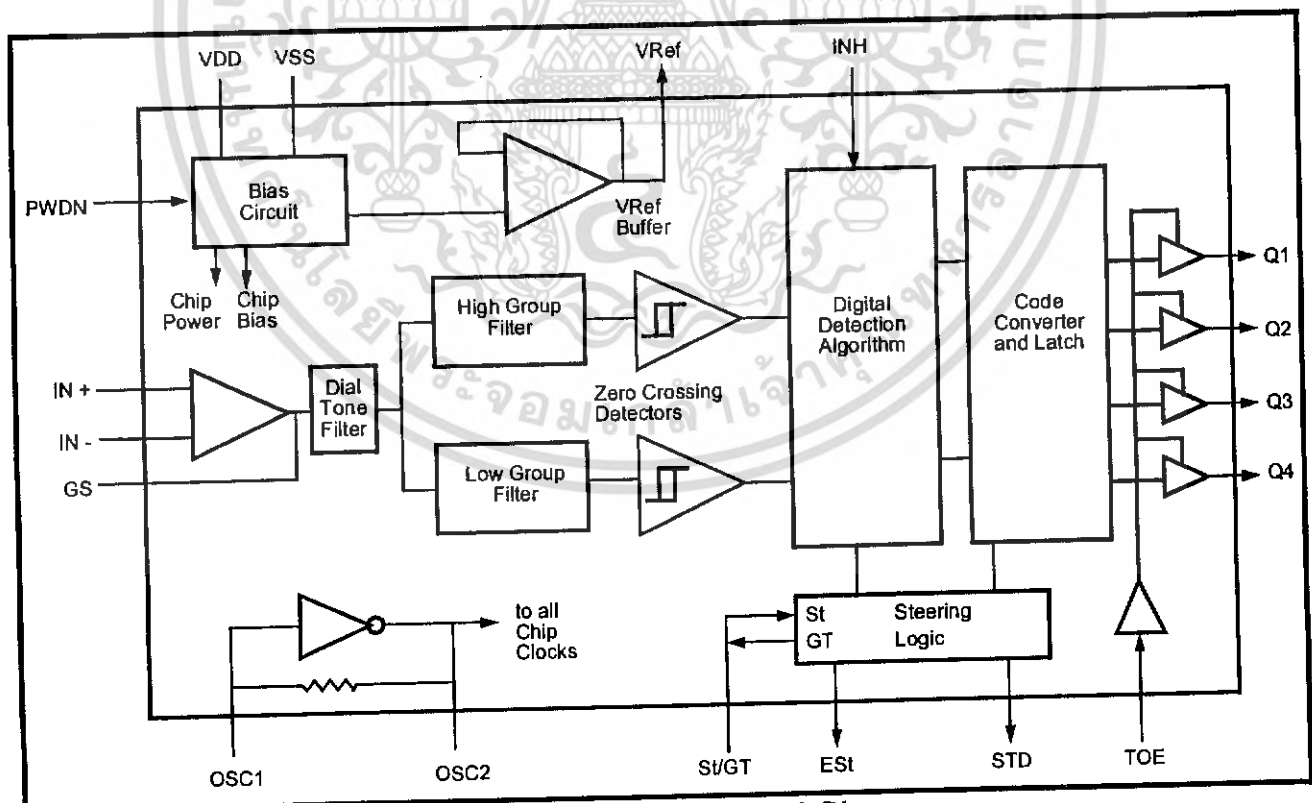 VDD
VSS
VRef
INH
PWDN
Bias
Circuit
VRef
Buffer
Chip
Power
Chip
Bias
High Group
Filter
Digital
Detection
Algorithm
Code
Converter
and Latch
Q1
Q2
Q3
Q4
IN +
IN -
GS
Dial
Tone
Filter
Zero Crossing
Detectors
Low Group
Filter
to all
Chip
Clocks
St
GT
Steering
Logic
OSC1
OSC2
St/GT
ESt
STD
TOE